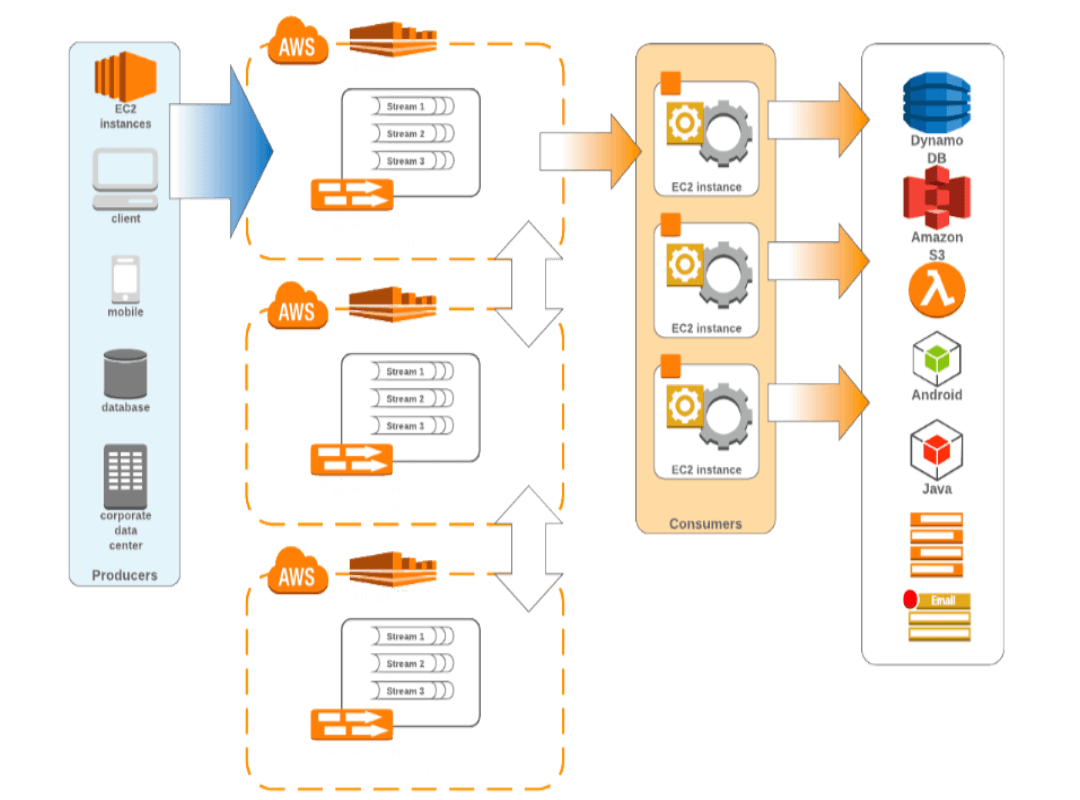 EC2
instances
client
mobile
database
corporate
data
center
Producers
AWS
Stream 1
Stream 2
Stream 3
AWS
Stream 1
Stream 2
Stream 3
AWS
Stream 1
Stream 2
Stream 3
EC2 instance
EC2 instance
EC2 instance
Consumers
Dynamo
DB
Amazon
S3
λ
Android
Java
Email